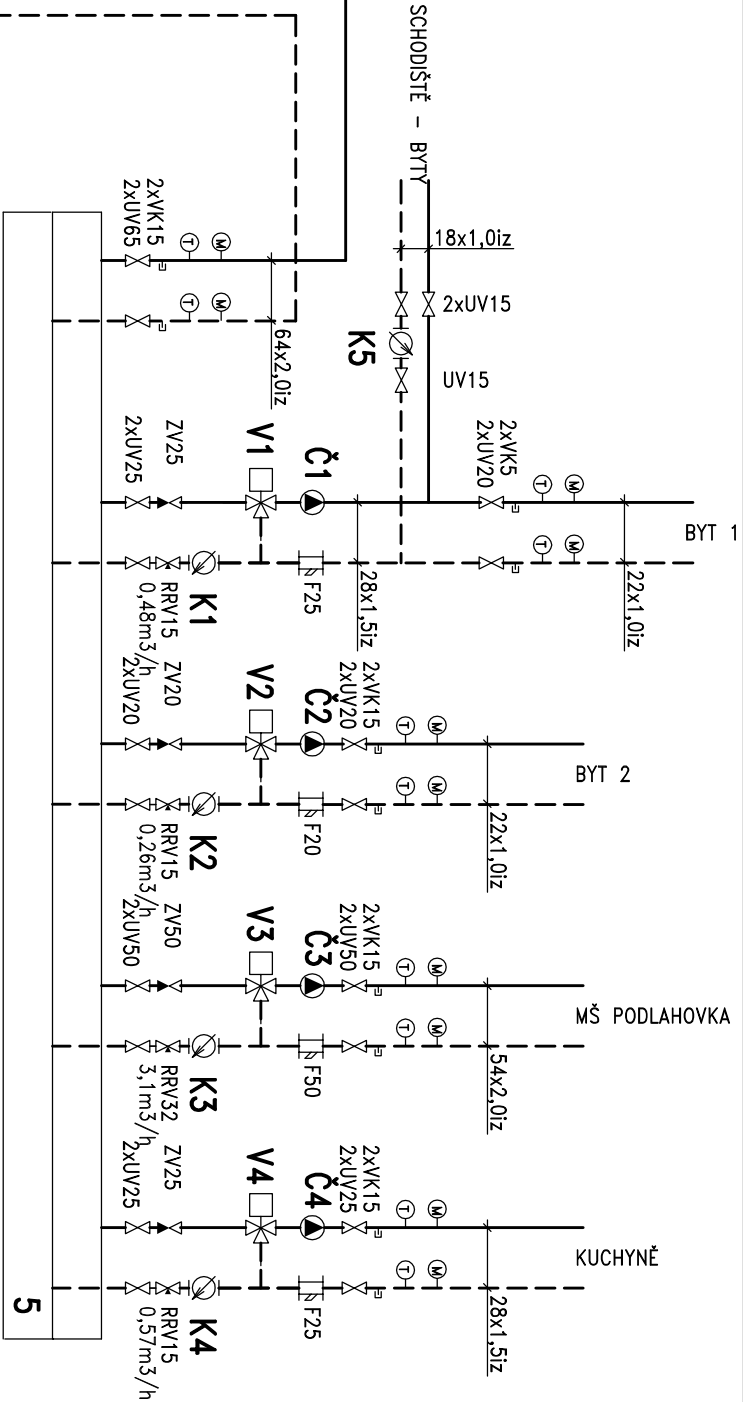 SCHODIŠTĚ - BYTY
18x1,0iz
2xUV15
K5
UV15
2xVK15
2xUV65
T
M
T
M
64x2,0iz
2xVK5
2xUV20
T
M
T
M
BYT 1
22x1,0iz
ZV25
2xUV25
V1
Č1
28x1,5iz
F25
K1
RRV15
0,48m3/h
ZV20
2xUV20
V2
Č2
2xVK15
2xUV20
T
M
T
M
BYT 2
22x1,0iz
F20
K2
RRV15
0,26m3/h
ZV50
2xUV50
V3
Č3
2xVK15
2xUV50
T
M
T
M
MŠ PODLAHOVKA
54x2,0iz
F50
K3
RRV32
3,1m3/h
ZV25
2xUV25
V4
Č4
2xVK15
2xUV25
T
M
T
M
KUCHYNĚ
28x1,5iz
F25
K4
RRV15
0,57m3/h
5